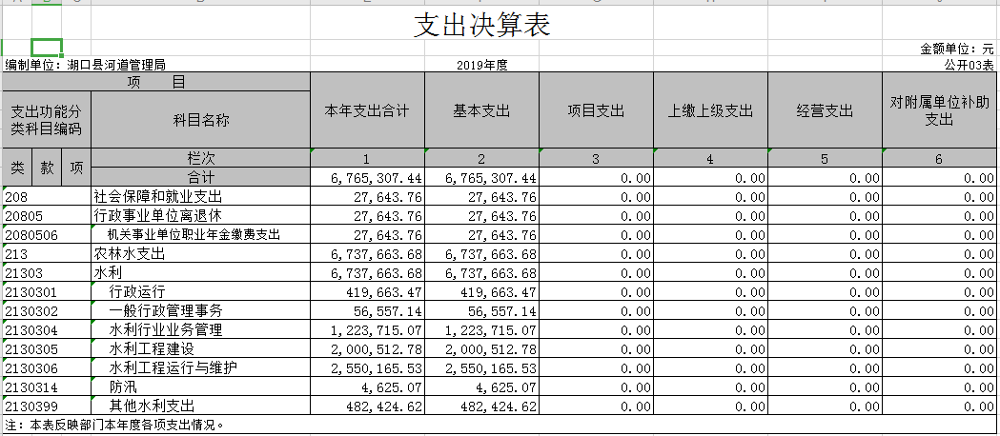 支出决算表
金额单位：元
编制单位：湖口县河道管理局 2019年度 公开03表
项 目 本年支出合计 基本支出 项目支出 上缴上级支出 经营支出 对附属单位补助支出
支出功能分类科目编码 科目名称
类 款 项 栏次 1 2 3 4 5 6
合计 6,765,307.44 6,765,307.44 0.00 0.00 0.00 0.00
208 社会保障和就业支出 27,643.76 27,643.76 0.00 0.00 0.00 0.00
20805 行政事业单位离退休 27,643.76 27,643.76 0.00 0.00 0.00 0.00
2080506 机关事业单位职业年金缴费支出 27,643.76 27,643.76 0.00 0.00 0.00 0.00
213 农林水支出 6,737,663.68 6,737,663.68 0.00 0.00 0.00 0.00
21303 水利 6,737,663.68 6,737,663.68 0.00 0.00 0.00 0.00
2130301 行政运行 419,663.47 419,663.47 0.00 0.00 0.00 0.00
2130302 一般行政管理事务 56,557.14 56,557.14 0.00 0.00 0.00 0.00
2130304 水利行业业务管理 1,223,715.07 1,223,715.07 0.00 0.00 0.00 0.00
2130305 水利工程建设 2,000,512.78 2,000,512.78 0.00 0.00 0.00 0.00
2130306 水利工程运行与维护 2,550,165.53 2,550,165.53 0.00 0.00 0.00 0.00
2130314 防汛 4,625.07 4,625.07 0.00 0.00 0.00 0.00
2130399 其他水利支出 482,424.62 482,424.62 0.00 0.00 0.00 0.00
注：本表反映部门本年度各项支出情况。